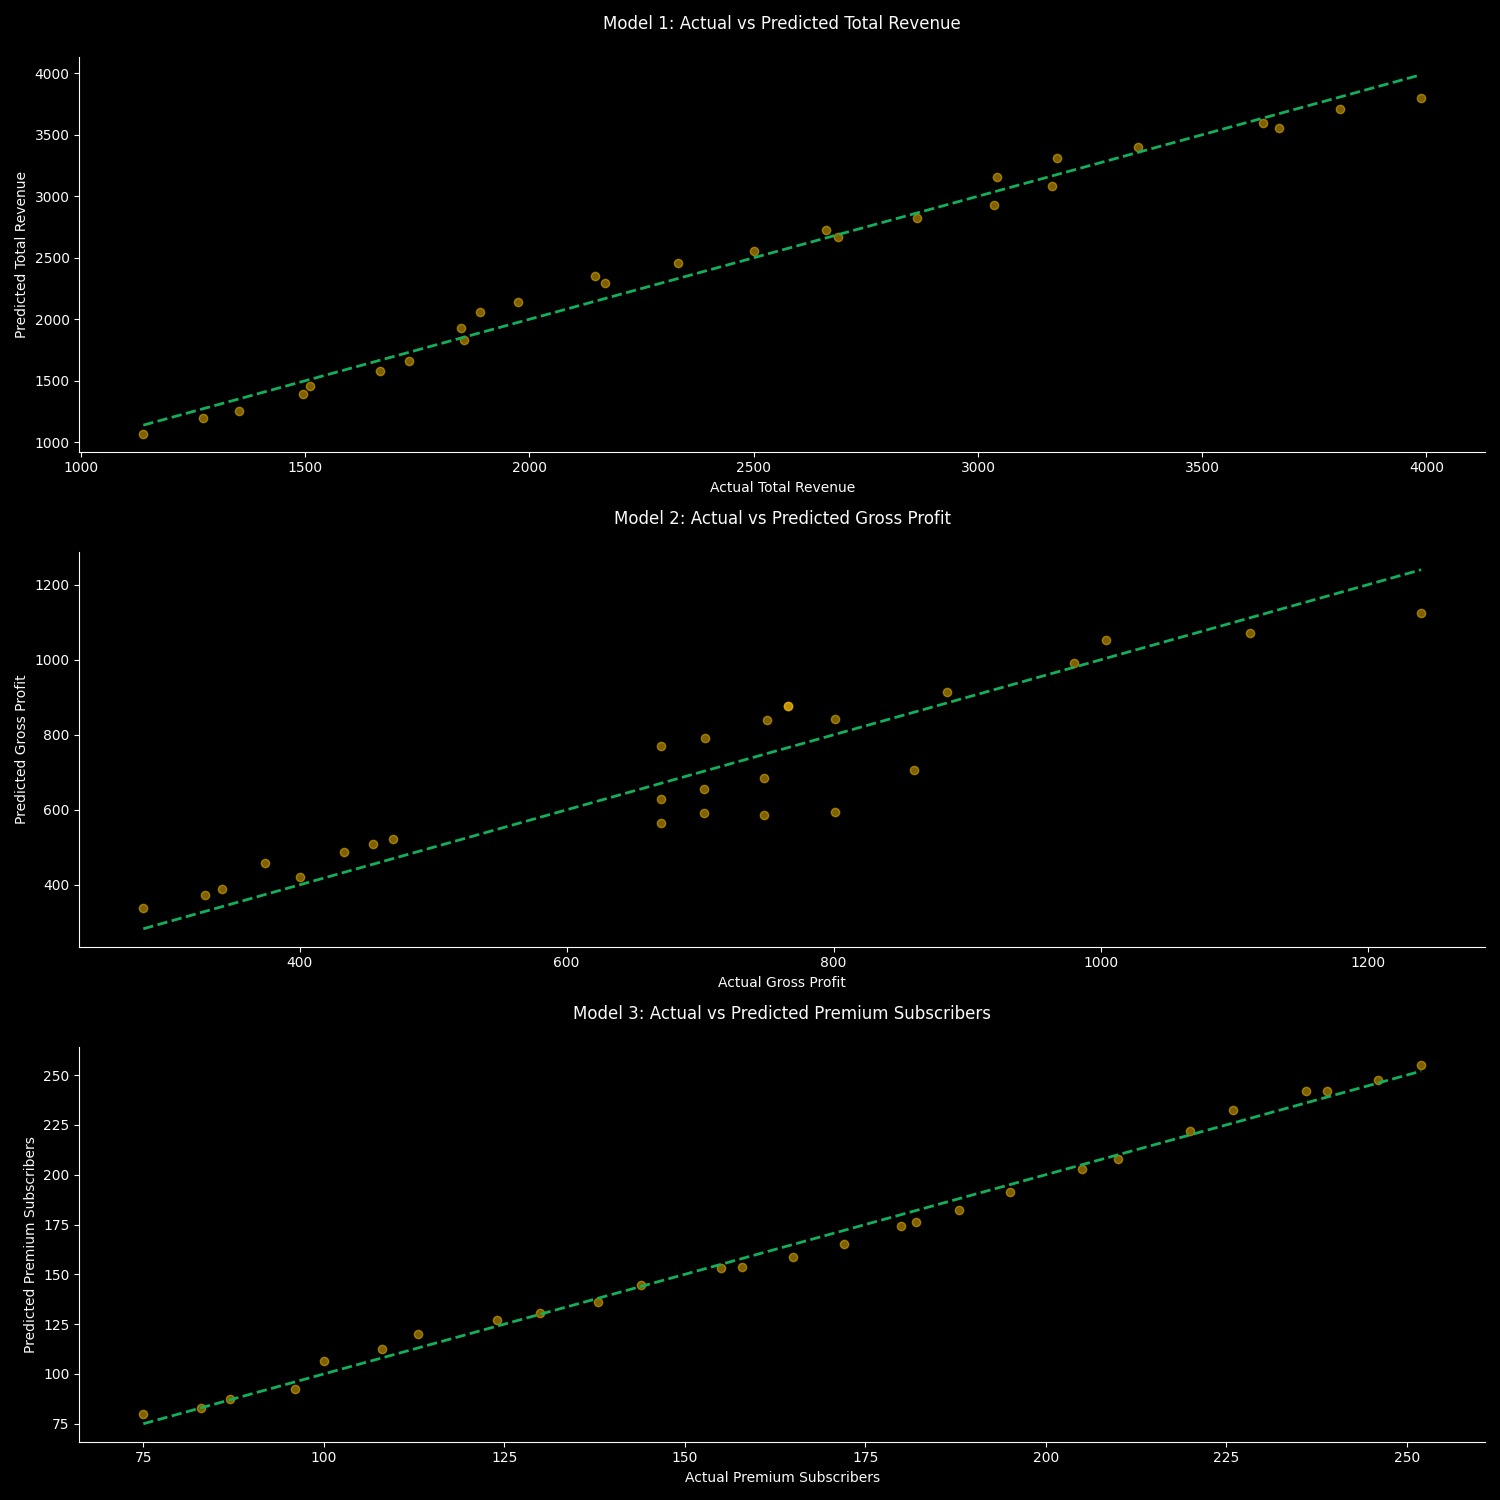 Model 1: Actual vs Predicted Total Revenue
Predicted Total Revenue
4000
3500
3000
2500
2000
1500
1000
1000 1500 2000 2500 3000 3500 4000
Actual Total Revenue
Model 2: Actual vs Predicted Gross Profit
Predicted Gross Profit
1200
1000
800
600
400
400 600 800 1000 1200
Actual Gross Profit
Model 3: Actual vs Predicted Premium Subscribers
Predicted Premium Subscribers
250
225
200
175
150
125
100
75
75 100 125 150 175 200 225 250
Actual Premium Subscribers